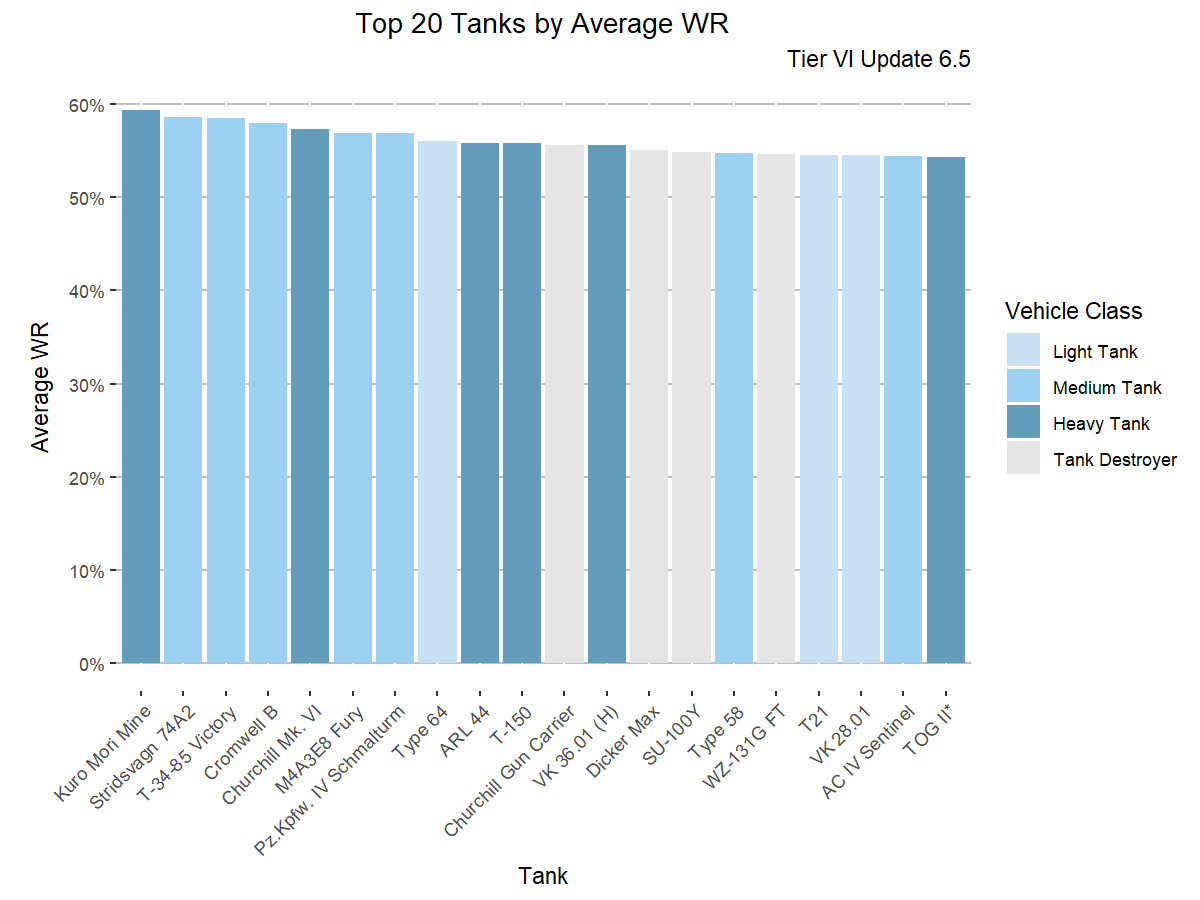 Top 20 Tanks by Average WR
Tier VI Update 6.5
60%
50%
40%
30%
20%
10%
0%
Average WR
Kuro Mori Mine
Stridsvagn 74A2
T-34-85 Victory
Cromwell B
Churchill Mk. VI
M4A3E8 Fury
Pz.Kpfw. IV Schmalturm
Type 64
ARL 44
T-150
Churchill Gun Carrier
VK 36.01 (H)
Dicker Max
SU-100Y
Type 58
WZ-131G FT
T21
VK 28.01
AC IV Sentinel
TOG II*
Tank
Vehicle Class
Light Tank
Medium Tank
Heavy Tank
Tank Destroyer